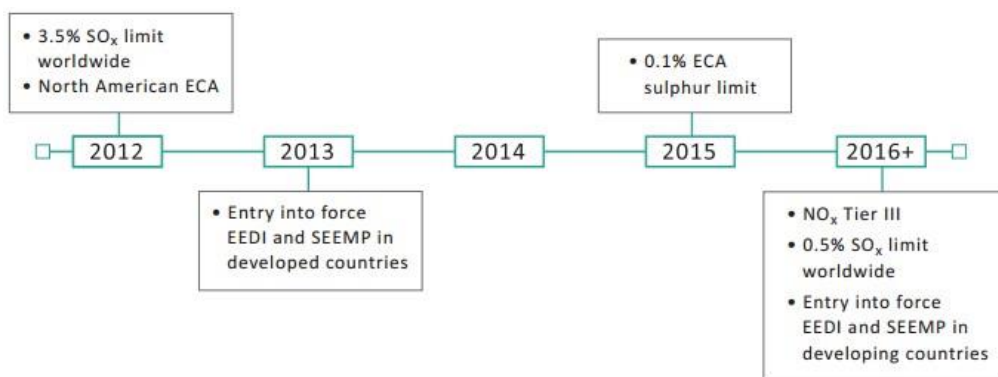 • 3.5% SOₓ limit
worldwide
• North American ECA
• 0.1% ECA
sulphur limit
2012
2013
2014
2015
2016+
• Entry into force
EEDI and SEEMP in
developed countries
• NOₓ Tier III
• 0.5% SOₓ limit
worldwide
• Entry into force
EEDI and SEEMP in
developing countries